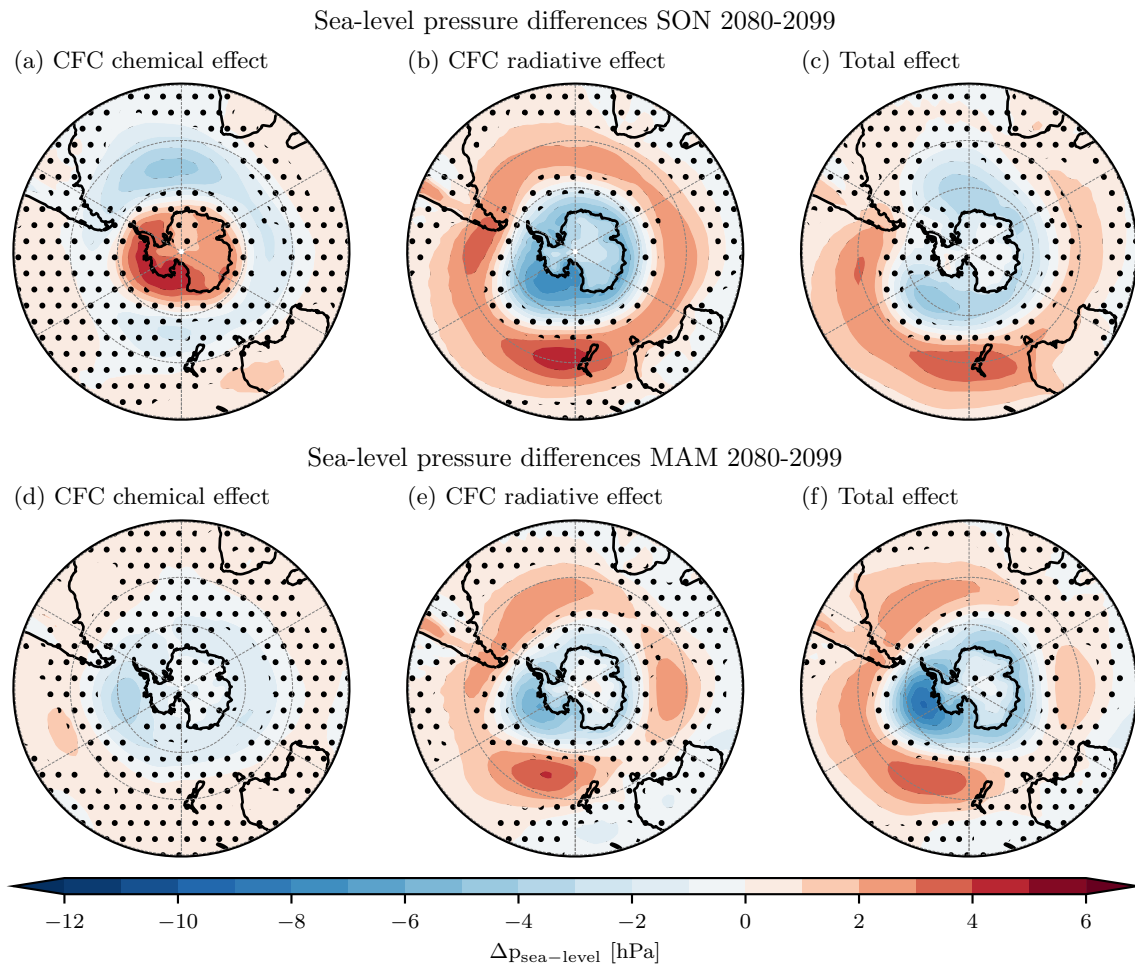 Sea-level pressure differences SON 2080-2099
(a) CFC chemical effect
(b) CFC radiative effect
(c) Total effect
Sea-level pressure differences MAM 2080-2099
(d) CFC chemical effect
(e) CFC radiative effect
(f) Total effect
−12 −10 −8 −6 −4 −2 0 2 4 6
Δp_sea−level [hPa]